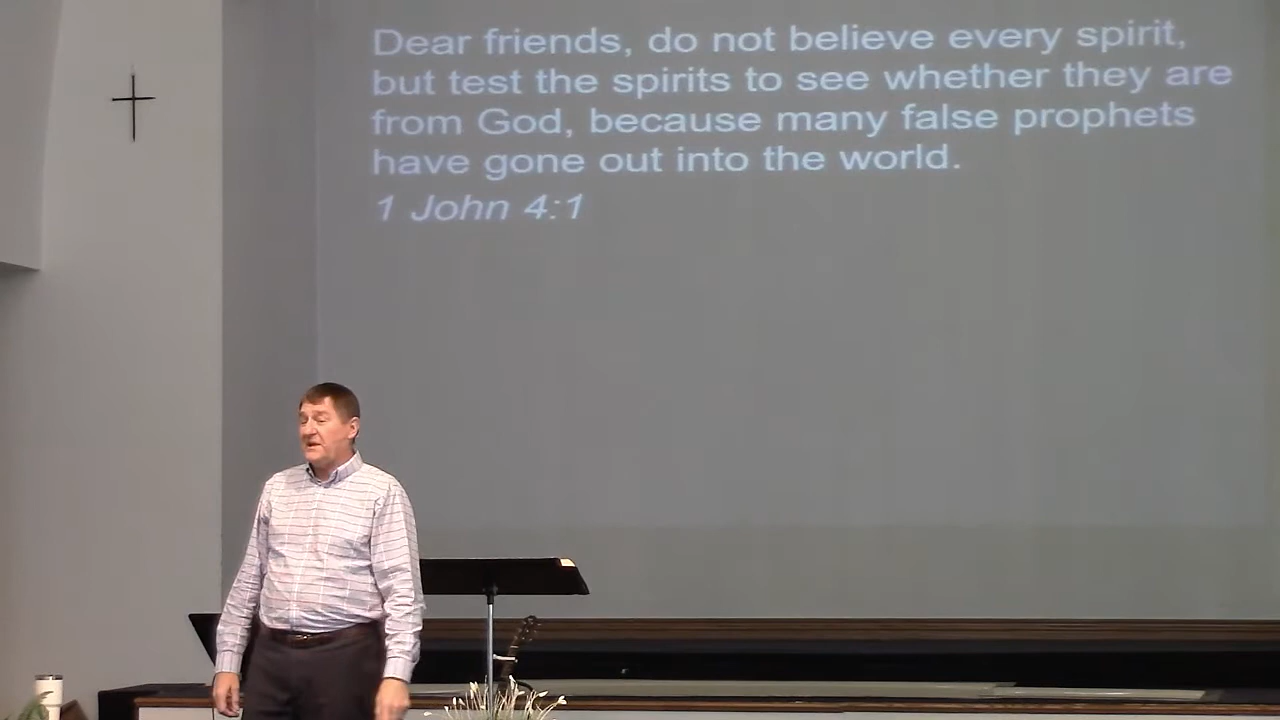 Dear friends, do not believe every spirit,
but test the spirits to see whether they are
from God, because many false prophets
have gone out into the world.
1 John 4:1